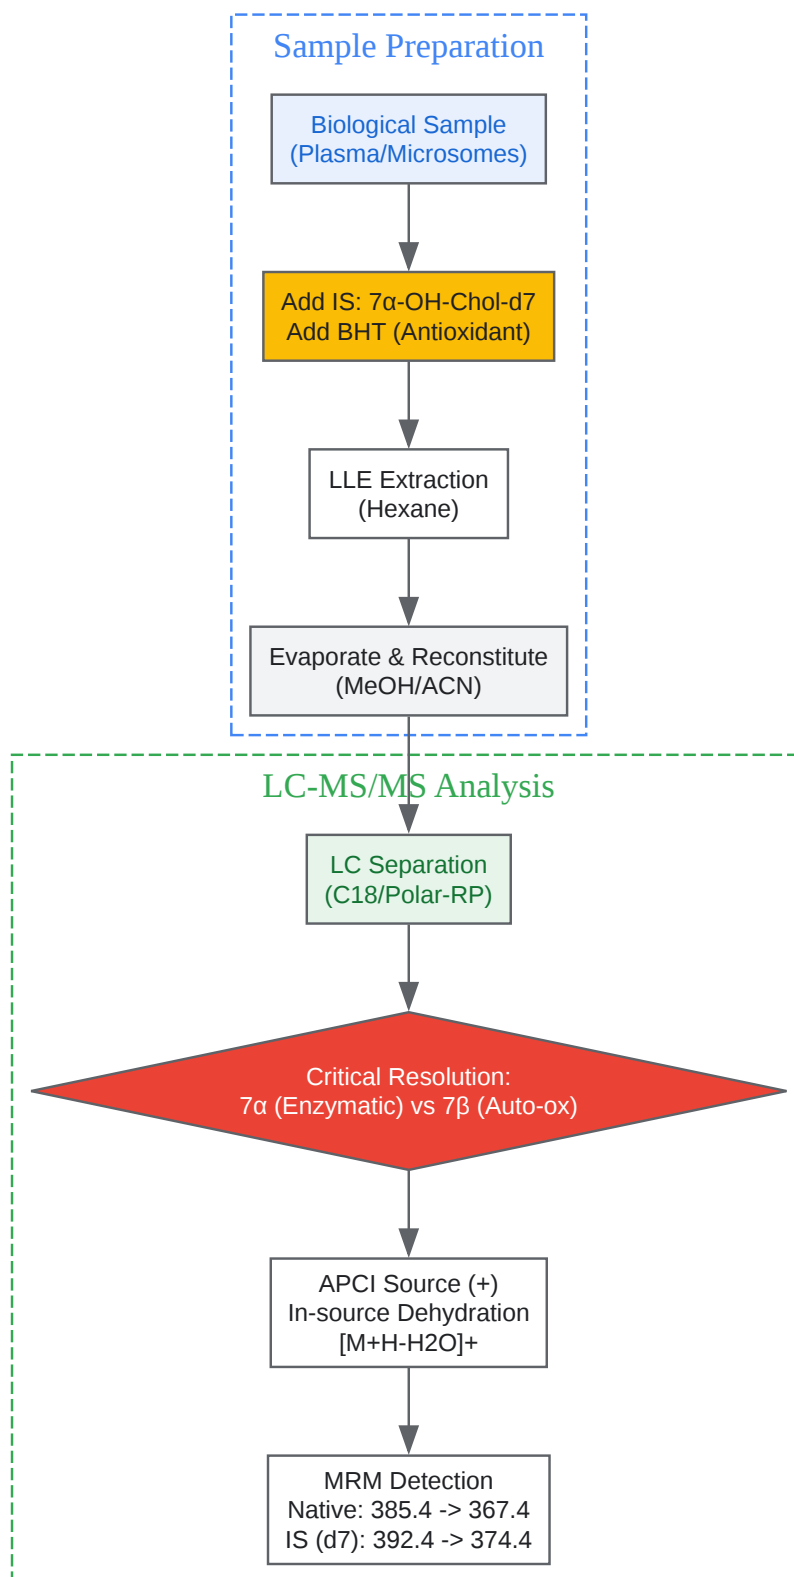 Sample Preparation
Biological Sample
(Plasma/Microsomes)
Add IS: 7α-OH-Chol-d7
Add BHT (Antioxidant)
LLE Extraction
(Hexane)
Evaporate & Reconstitute
(MeOH/ACN)
LC-MS/MS Analysis
LC Separation
(C18/Polar-RP)
Critical Resolution:
7α (Enzymatic) vs 7β (Auto-ox)
APCI Source (+)
In-source Dehydration
[M+H-H2O]+
MRM Detection
Native: 385.4 -> 367.4
IS (d7): 392.4 -> 374.4